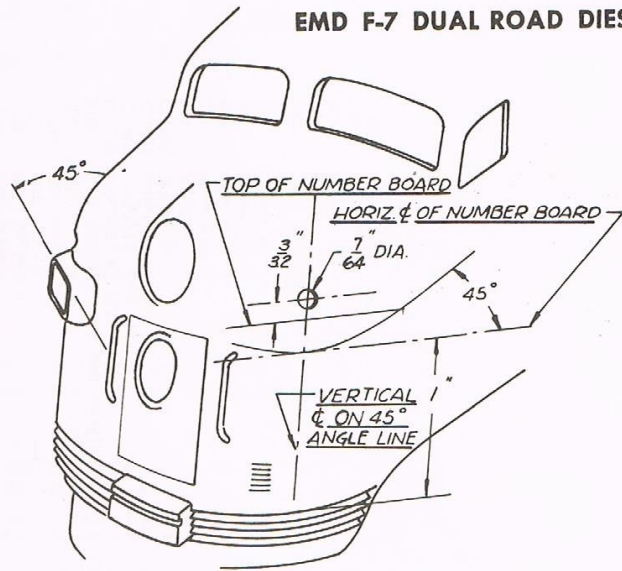 EMD F-7 DUAL ROAD DIES
45°
TOP OF NUMBER BOARD
HORIZ. ℄ OF NUMBER BOARD
3/32"
7/64" DIA.
45°
VERTICAL
℄ ON 45°
ANGLE LINE
1"